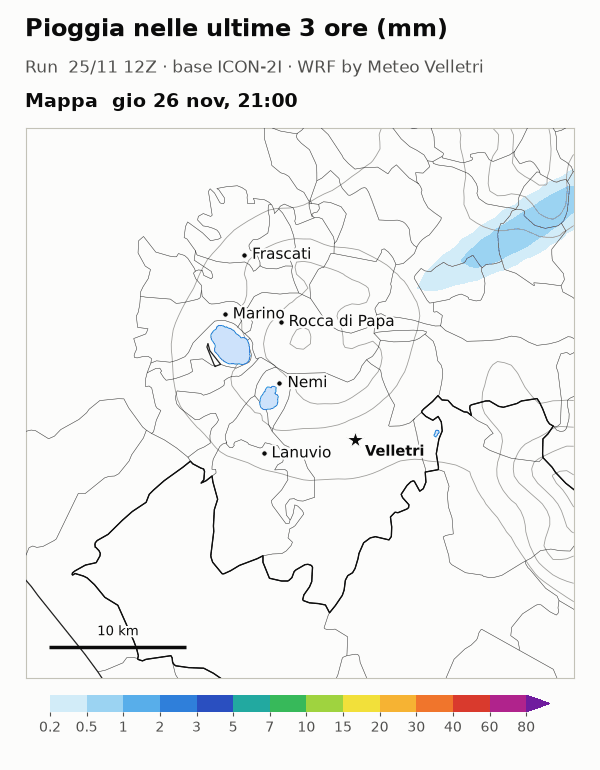 Pioggia nelle ultime 3 ore (mm)
Run  25/11 12Z · base ICON-2I · WRF by Meteo Velletri
Mappa  gio 26 nov, 21:00
Frascati
Marino
Rocca di Papa
Nemi
Velletri
Lanuvio
10 km
0.2 0.5 1 2 3 5 7 10 15 20 30 40 60 80